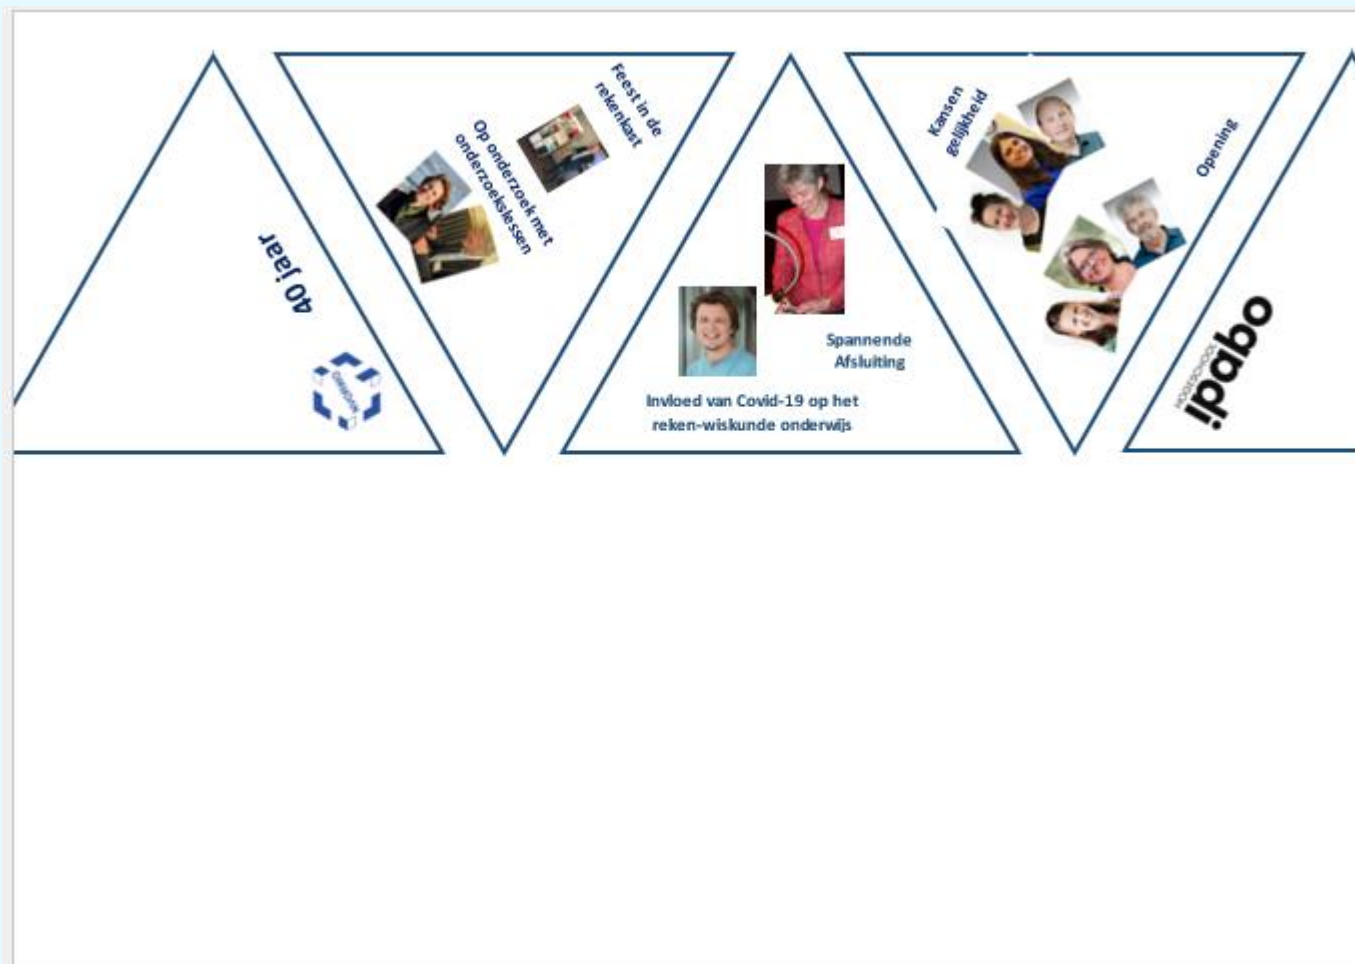 40 jaar
Feest in de
rekenkast
Op onderzoek met
onderzoekslessen
Spannende
Afsluiting
Invloed van Covid-19 op het
reken-wiskunde onderwijs
Kansen
gelijkheid
Opening
HOGESCHOOL
ipabo